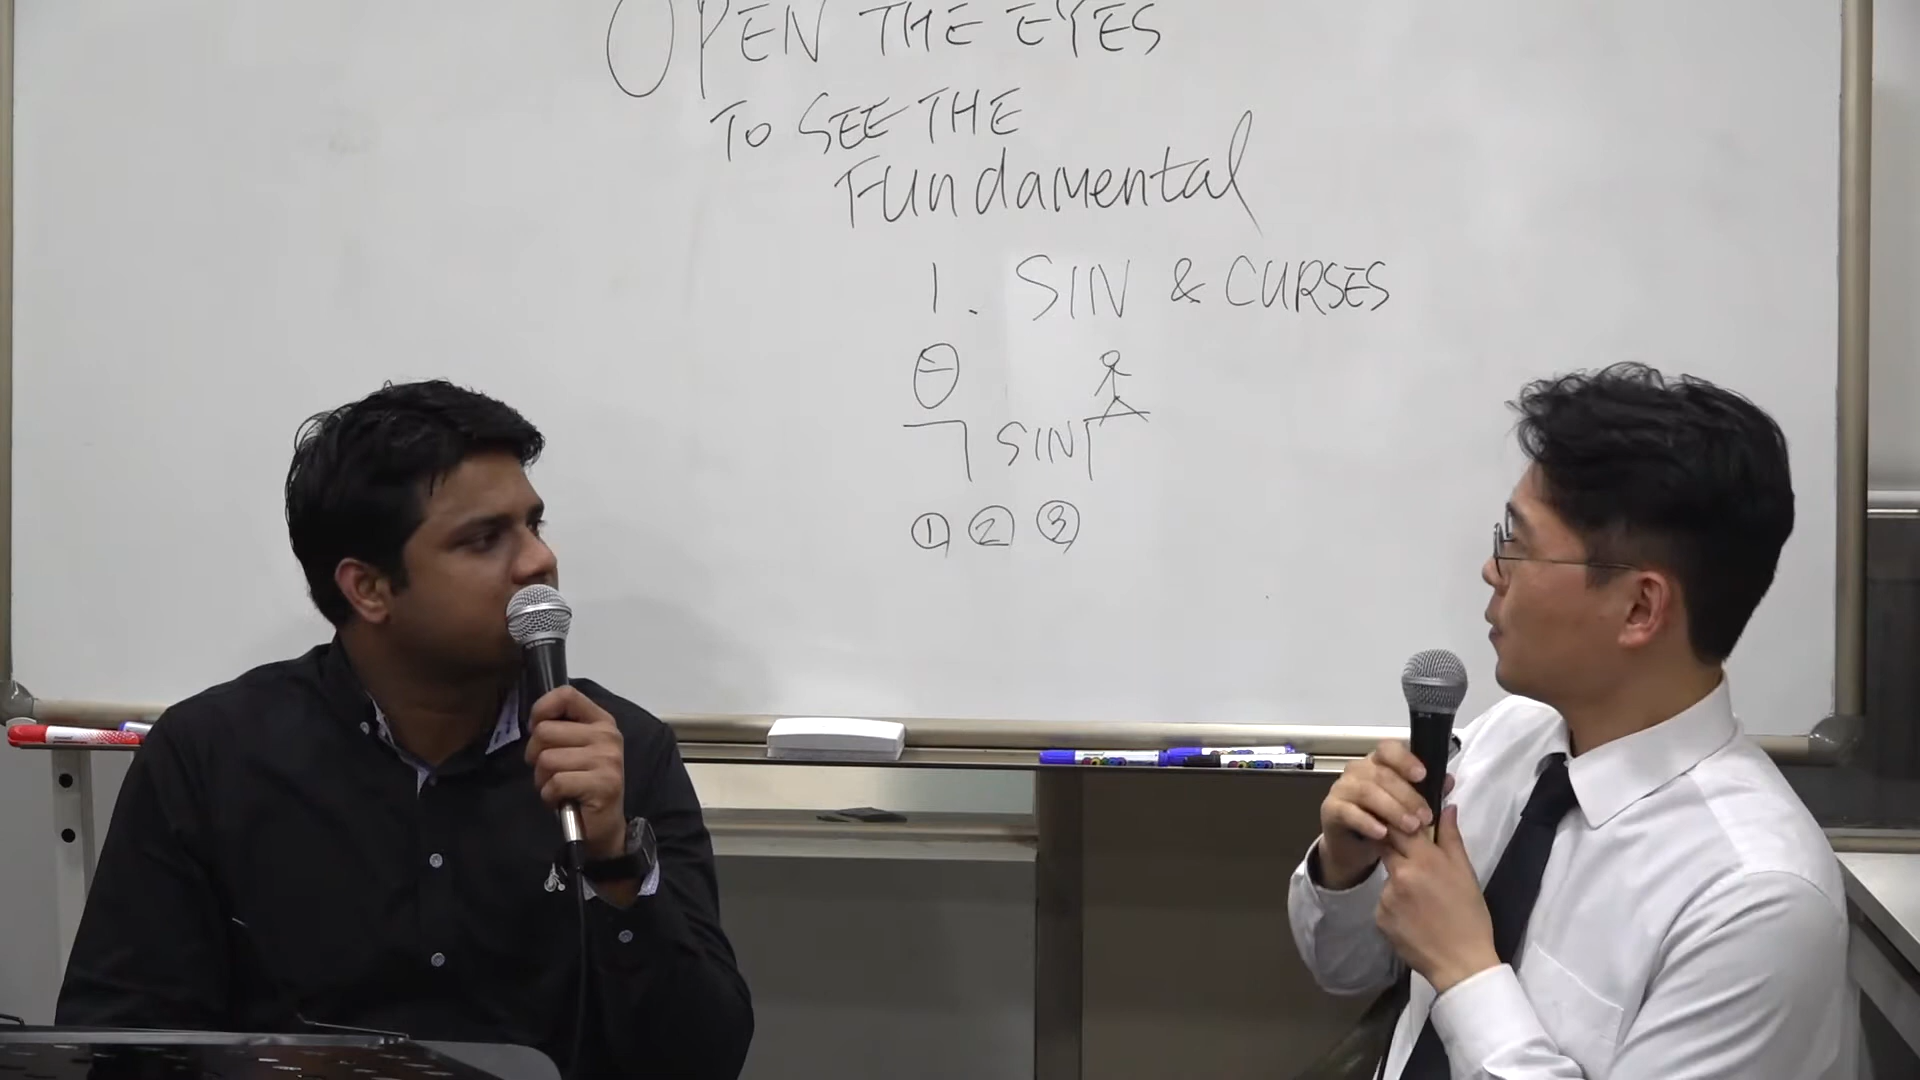 OPEN THE EYES
TO SEE THE
Fundamental
1. SIN & CURSES
SIN
① ② ③